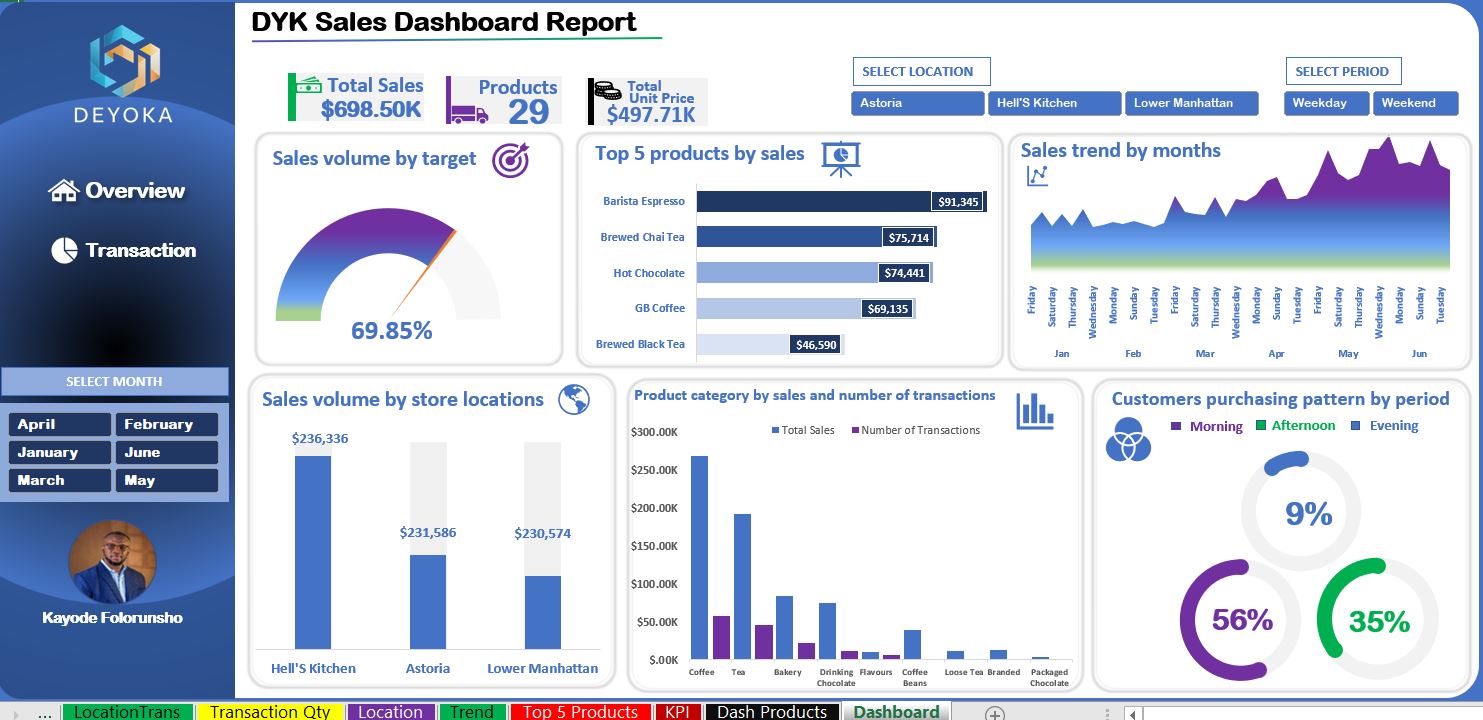 DYK Sales Dashboard Report
DEYOKA
Overview
Transaction
SELECT MONTH
April
February
January
June
March
May
Kayode Folorunsho
Total Sales
$698.50K
Products
29
Total
Unit Price
$497.71K
SELECT LOCATION
Astoria
Hell'S Kitchen
Lower Manhattan
SELECT PERIOD
Weekday
Weekend
Sales volume by target
69.85%
Top 5 products by sales
Barista Espresso
$91,345
Brewed Chai Tea
$75,714
Hot Chocolate
$74,441
GB Coffee
$69,135
Brewed Black Tea
$46,590
Sales trend by months
Friday
Saturday
Thursday
Wednesday
Monday
Sunday
Tuesday
Friday
Saturday
Thursday
Wednesday
Monday
Sunday
Tuesday
Friday
Saturday
Thursday
Wednesday
Monday
Sunday
Tuesday
Jan
Feb
Mar
Apr
May
Jun
Sales volume by store locations
$236,336
$231,586
$230,574
Hell'S Kitchen
Astoria
Lower Manhattan
Product category by sales and number of transactions
Total Sales
Number of Transactions
$300.00K
$250.00K
$200.00K
$150.00K
$100.00K
$50.00K
$.00K
Coffee
Tea
Bakery
Drinking
Chocolate
Flavours
Coffee
Beans
Loose Tea
Branded
Packaged
Chocolate
Customers purchasing pattern by period
Morning
Afternoon
Evening
9%
56%
35%
...
LocationTrans
Transaction Qty
Location
Trend
Top 5 Products
KPI
Dash Products
Dashboard